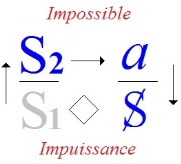 Impossible
S2 → a
S1 ◇ $
Impuissance